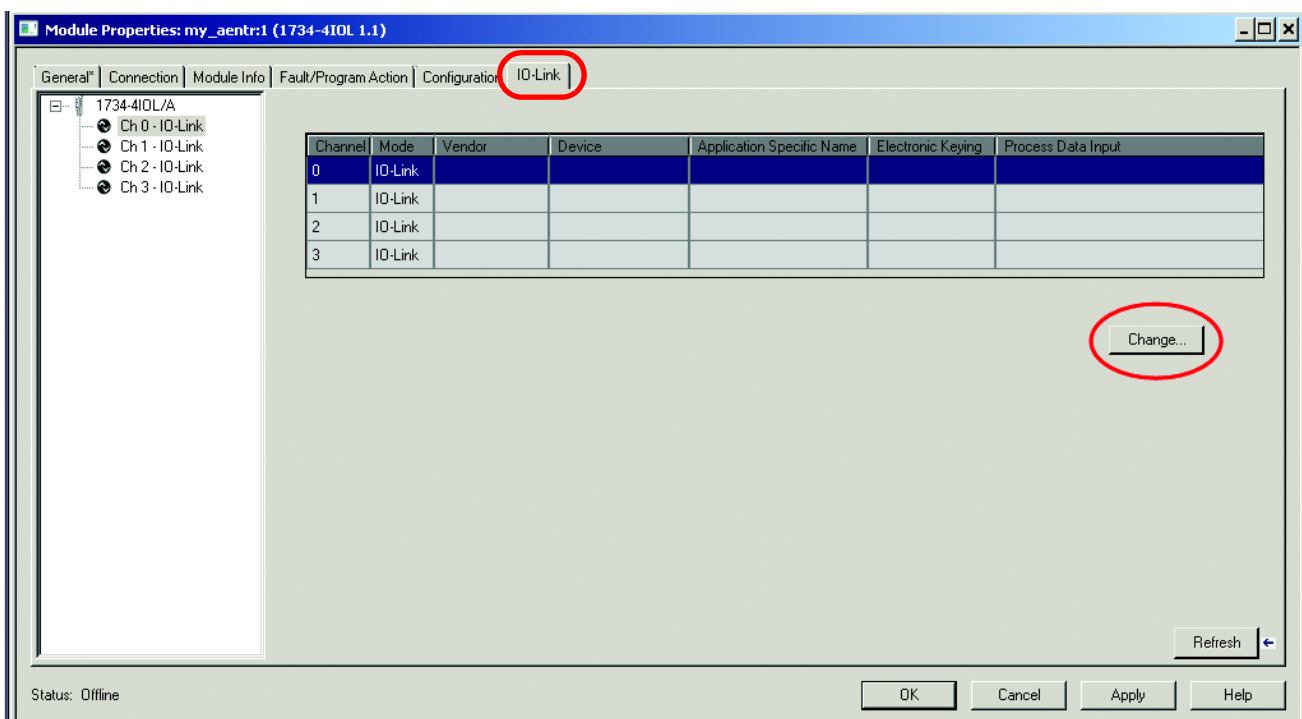 Module Properties: my_aentr:1 (1734-4IOL 1.1)
General* Connection Module Info Fault/Program Action Configuration IO-Link
1734-4IOL/A
Ch 0 - IO-Link
Ch 1 - IO-Link
Ch 2 - IO-Link
Ch 3 - IO-Link
Channel Mode Vendor Device Application Specific Name Electronic Keying Process Data Input
0 IO-Link
1 IO-Link
2 IO-Link
3 IO-Link
Change...
Refresh
Status: Offline
OK Cancel Apply Help